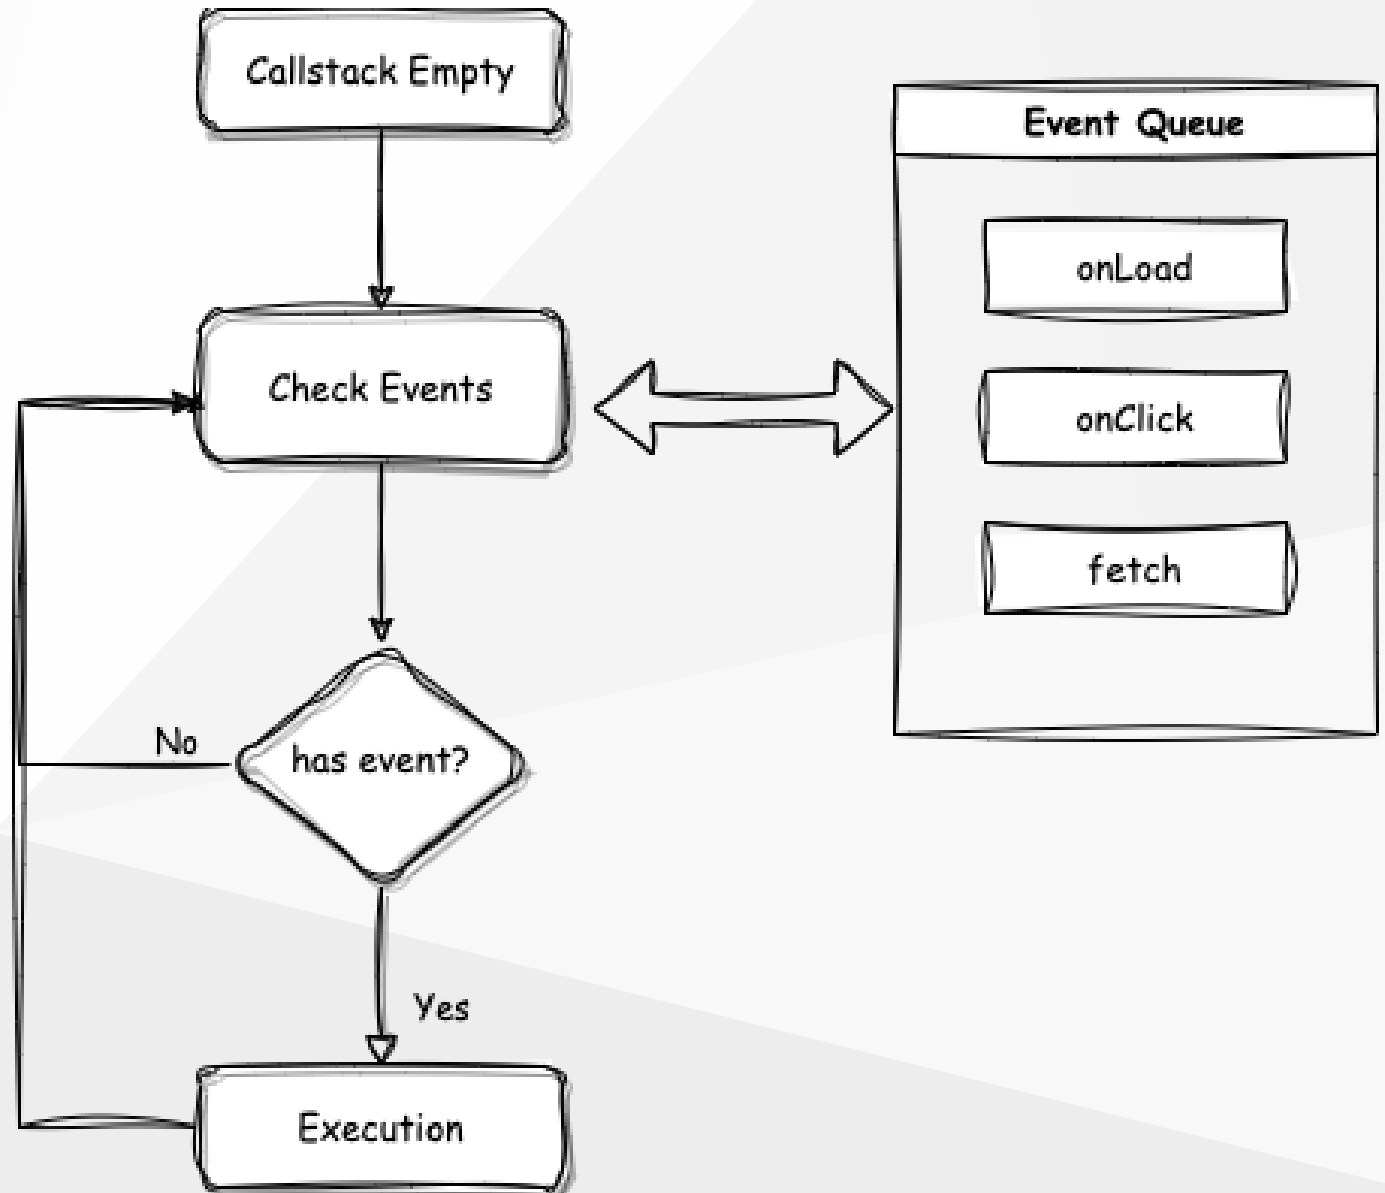 Callstack Empty
Check Events
has event?
No
Yes
Execution
Event Queue
onLoad
onClick
fetch